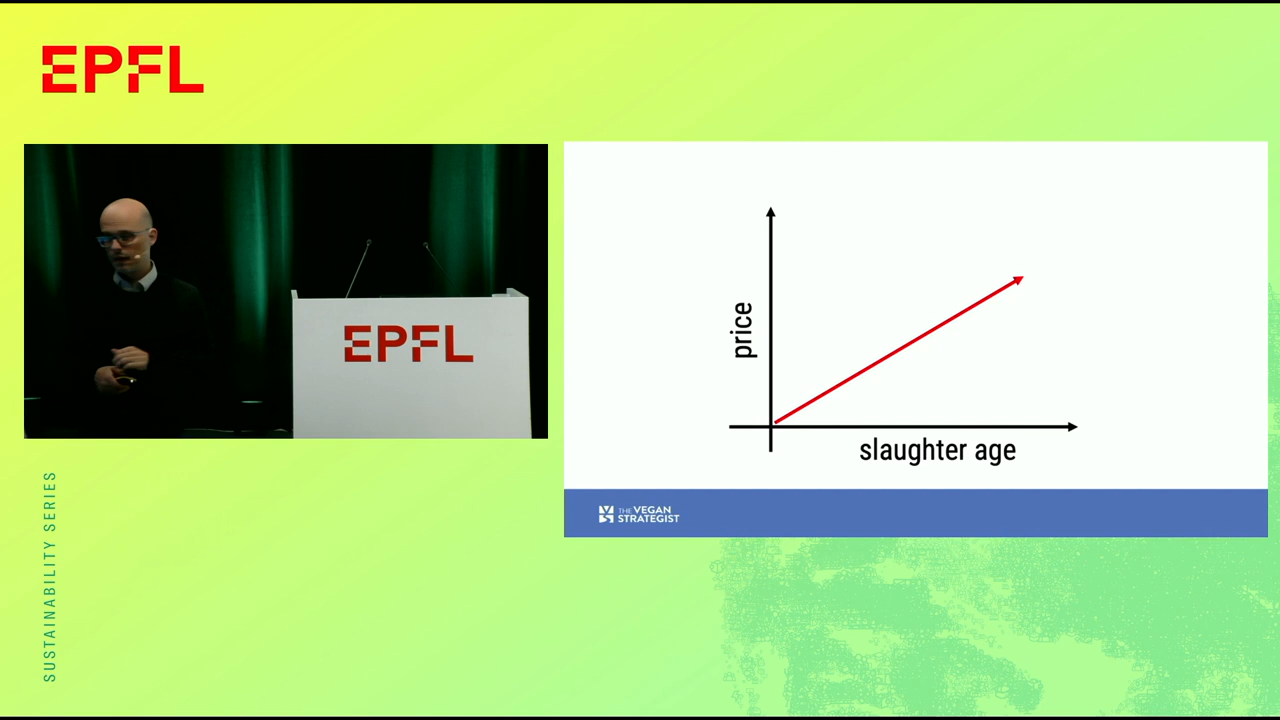 EPFL
EPFL
price
slaughter age
THE VEGAN
STRATEGIST
SUSTAINABILITY SERIES